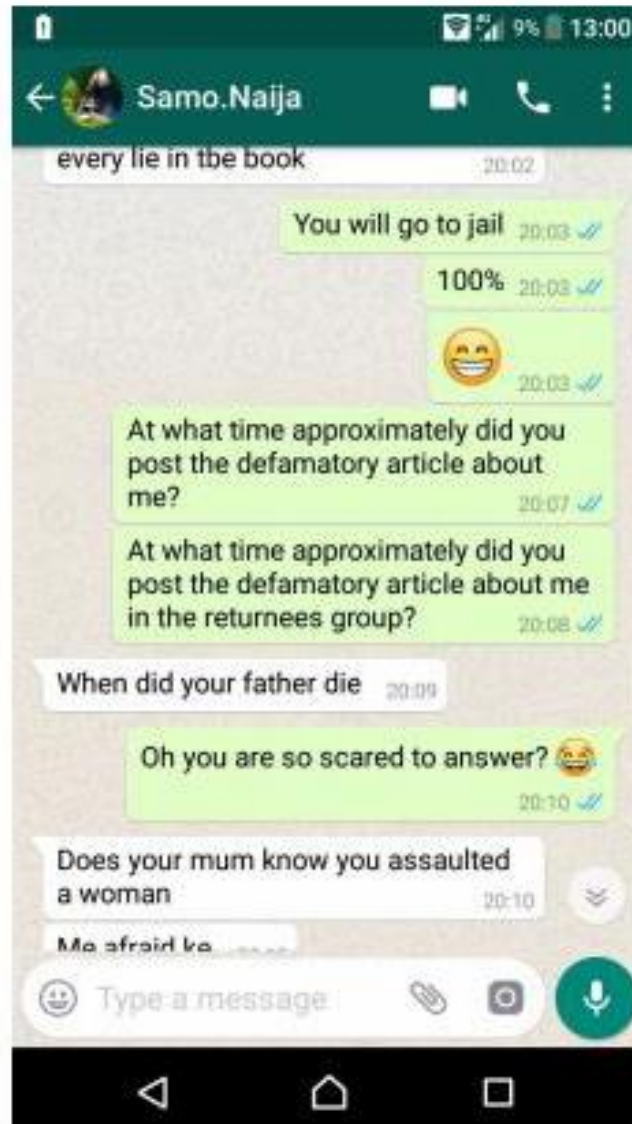 9% 13:00
Samo.Naija
every lie in tbe book 20:02
You will go to jail 20:03
100% 20:03
20:03
At what time approximately did you
post the defamatory article about
me? 20:07
At what time approximately did you
post the defamatory article about me
in the returnees group? 20:08
When did your father die 20:09
Oh you are so scared to answer? 😂
20:10
Does your mum know you assaulted
a woman 20:10
Me afraid ke
Type a message